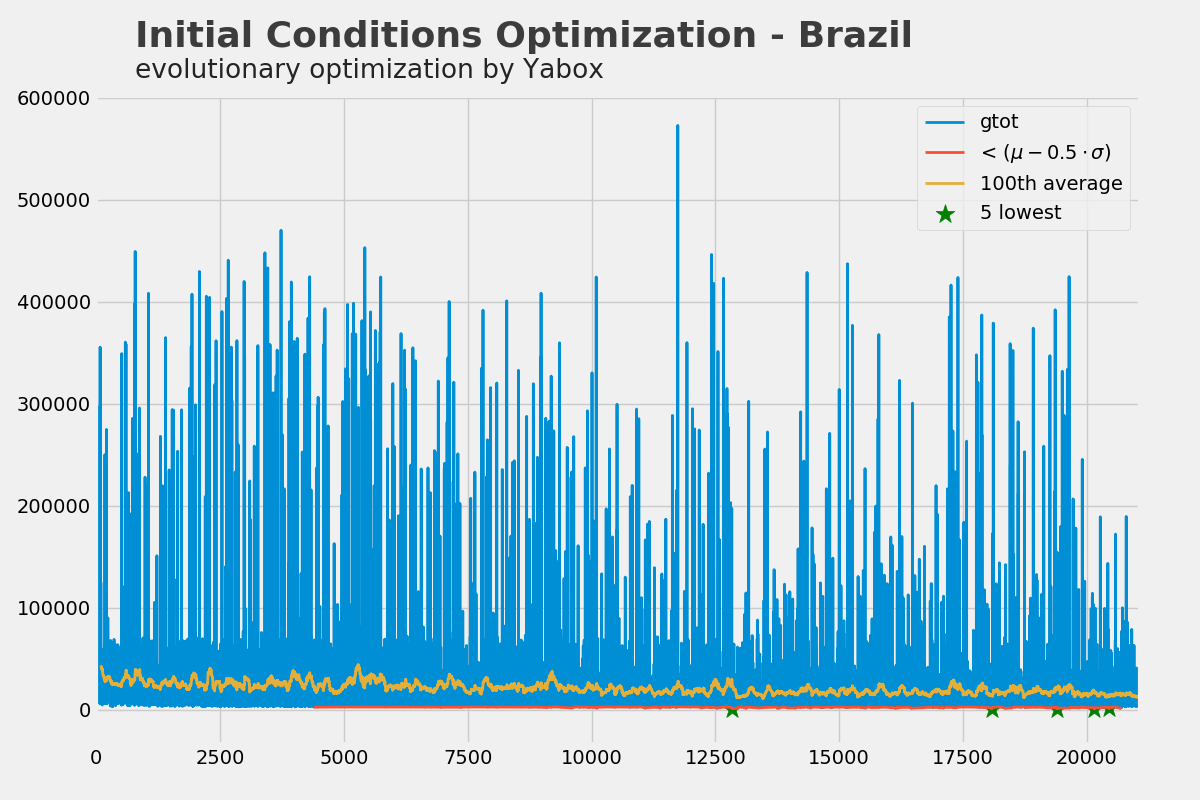 Initial Conditions Optimization - Brazil
evolutionary optimization by Yabox
600000
500000
400000
300000
200000
100000
0
0 2500 5000 7500 10000 12500 15000 17500 20000
gtot
< (μ − 0.5 · σ)
100th average
5 lowest